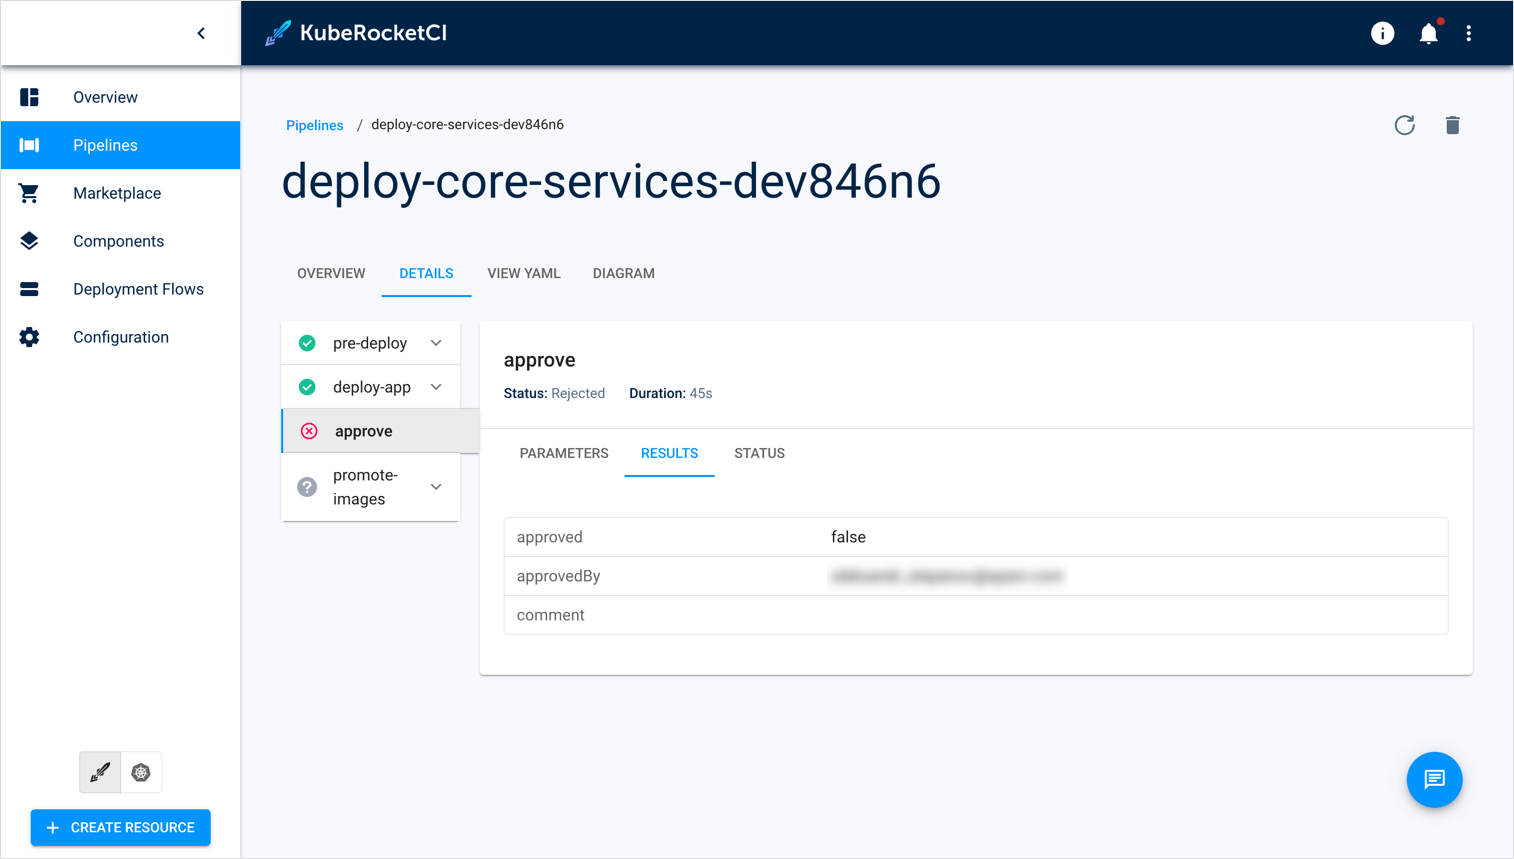 KubeRocketCI
Overview
Pipelines
Marketplace
Components
Deployment Flows
Configuration
CREATE RESOURCE
Pipelines / deploy-core-services-dev846n6
deploy-core-services-dev846n6
OVERVIEW DETAILS VIEW YAML DIAGRAM
pre-deploy
deploy-app
approve
promote-
images
approve
Status: Rejected Duration: 45s
PARAMETERS RESULTS STATUS
approved false
approvedBy
comment